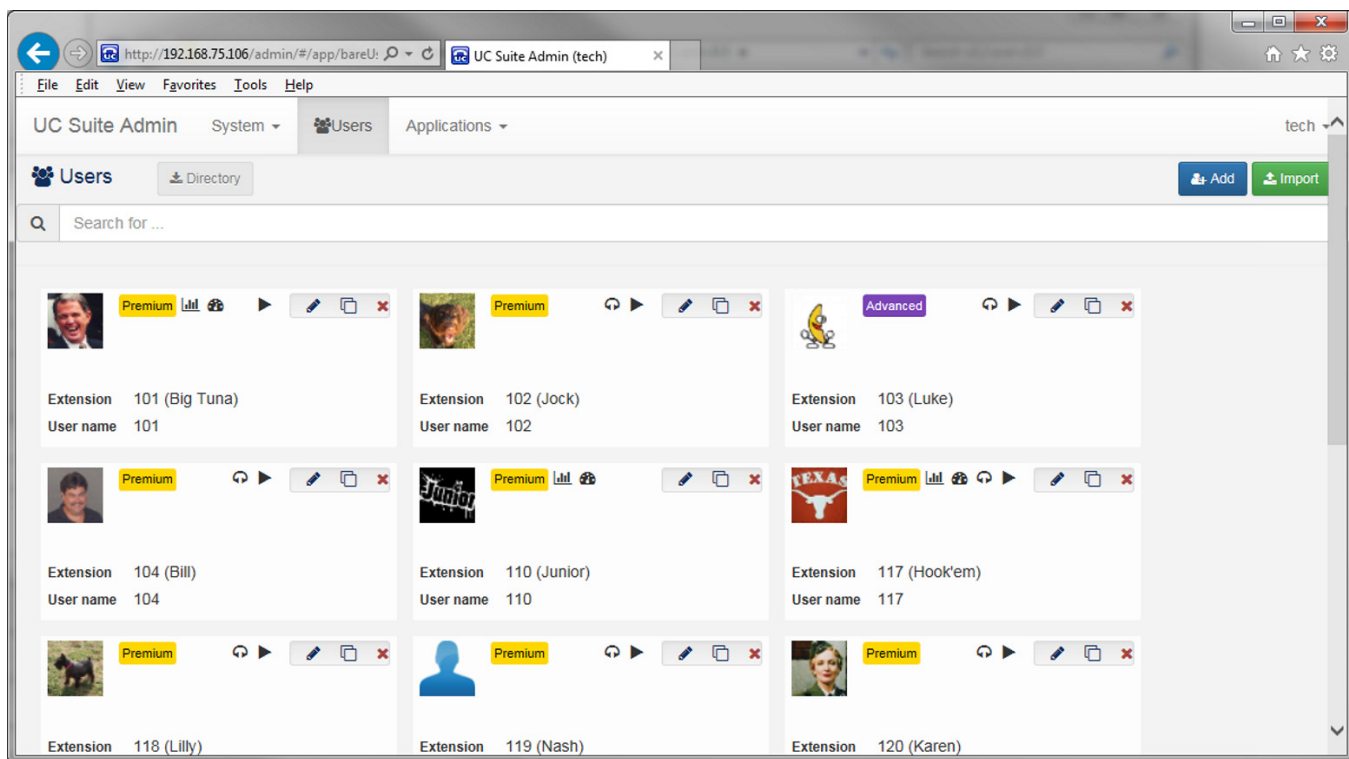 http://192.168.75.106/admin/#/app/bareU:
UC Suite Admin (tech)
File Edit View Favorites Tools Help
UC Suite Admin System Users Applications tech
Users Directory Add Import
Search for ...
Premium Premium Advanced
Extension 101 (Big Tuna) Extension 102 (Jock) Extension 103 (Luke)
User name 101 User name 102 User name 103
Premium Premium Premium
Junior TEXAS
Extension 104 (Bill) Extension 110 (Junior) Extension 117 (Hook'em)
User name 104 User name 110 User name 117
Premium Premium Premium
Extension 118 (Lilly) Extension 119 (Nash) Extension 120 (Karen)